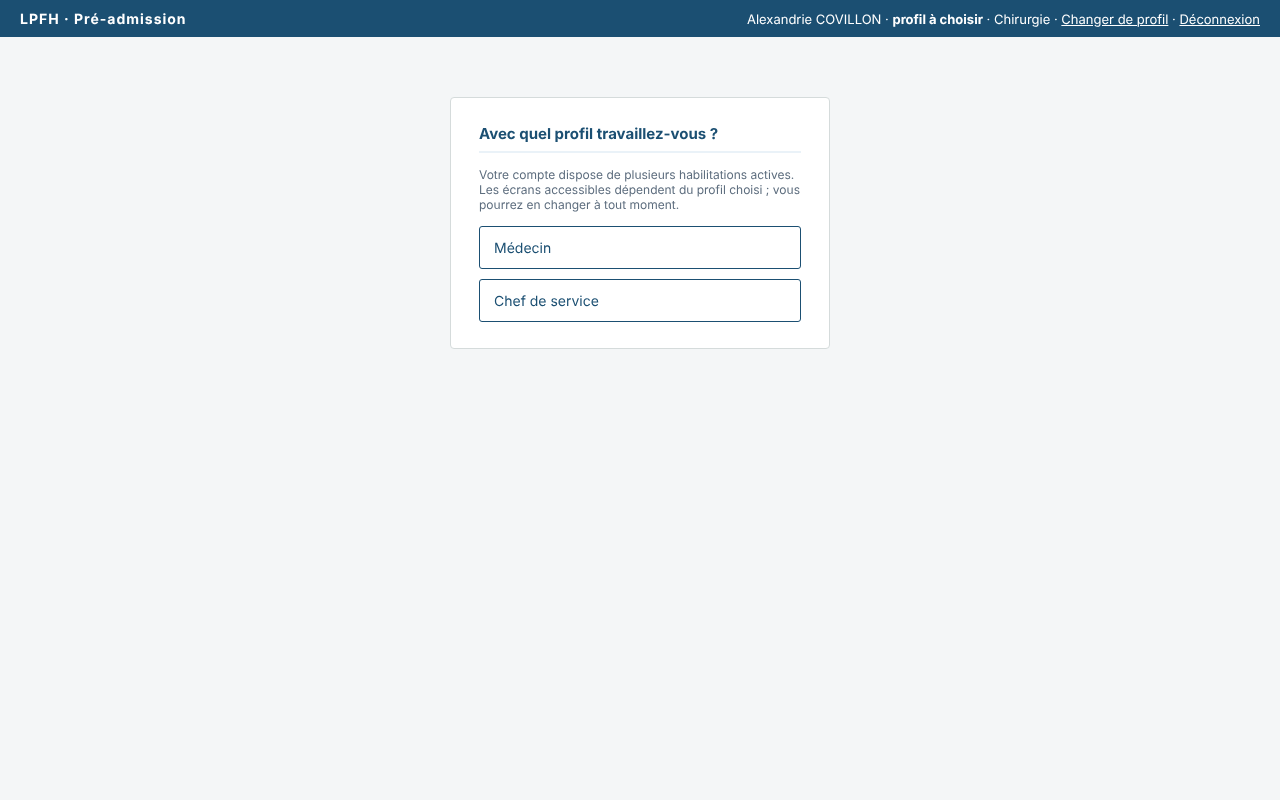 LPFH · Pré-admission
Alexandrie COVILLON · profil à choisir · Chirurgie · Changer de profil · Déconnexion
Avec quel profil travaillez-vous ?
Votre compte dispose de plusieurs habilitations actives.
Les écrans accessibles dépendent du profil choisi ; vous
pourrez en changer à tout moment.
Médecin
Chef de service